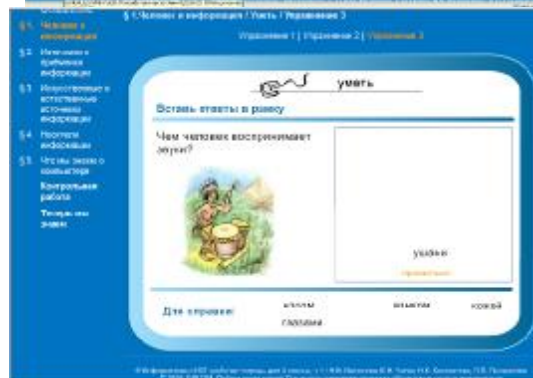 § 1.Человек и информация / Уметь / Упражнение 3
Упражнение 1 | Упражнение 2 | Упражнение 3
§1. Человек и
информация
§2. Источники и
приёмники
информации
§3. Искусственные и
естественные
источники
информации
§4. Носители
информации
§5. Что мы знаем о
компьютере
Контрольная
работа
Теперь мы
знаем
уметь
Вставь ответы в рамку
Чем человек воспринимает
звуки?
ушами
правильно
Для справки:
носом
языком
кожей
глазами